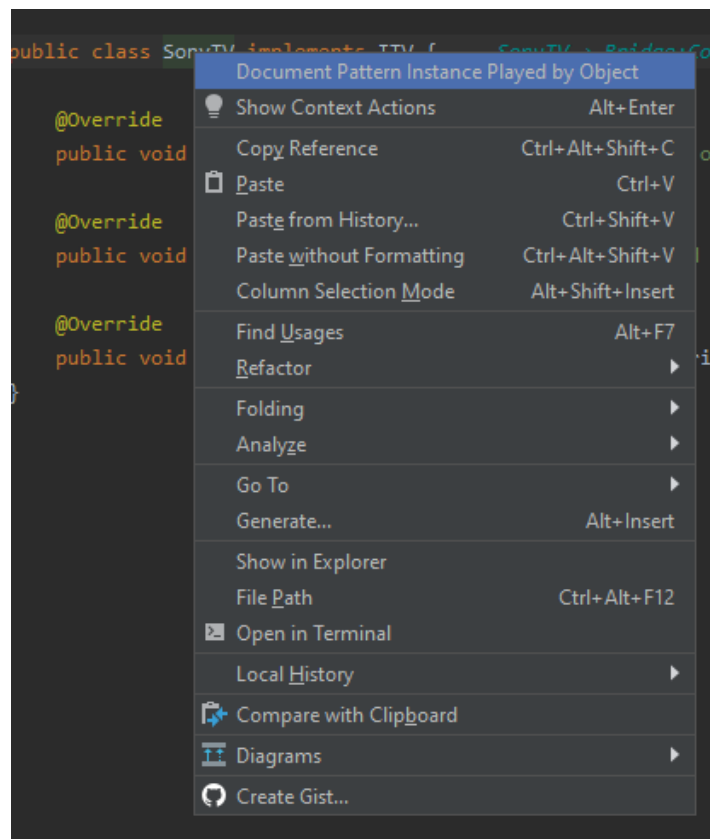 public class SonyTV implements ITV { SonyTV -> Bridge:Co
Document Pattern Instance Played by Object
@Override
Show Context Actions Alt+Enter
public void
Copy Reference Ctrl+Alt+Shift+C
Paste Ctrl+V
@Override
Paste from History... Ctrl+Shift+V
public void
Paste without Formatting Ctrl+Alt+Shift+V
Column Selection Mode Alt+Shift+Insert
@Override
Find Usages Alt+F7
public void
Refactor
}
Folding
Analyze
Go To
Generate... Alt+Insert
Show in Explorer
File Path Ctrl+Alt+F12
Open in Terminal
Local History
Compare with Clipboard
Diagrams
Create Gist...